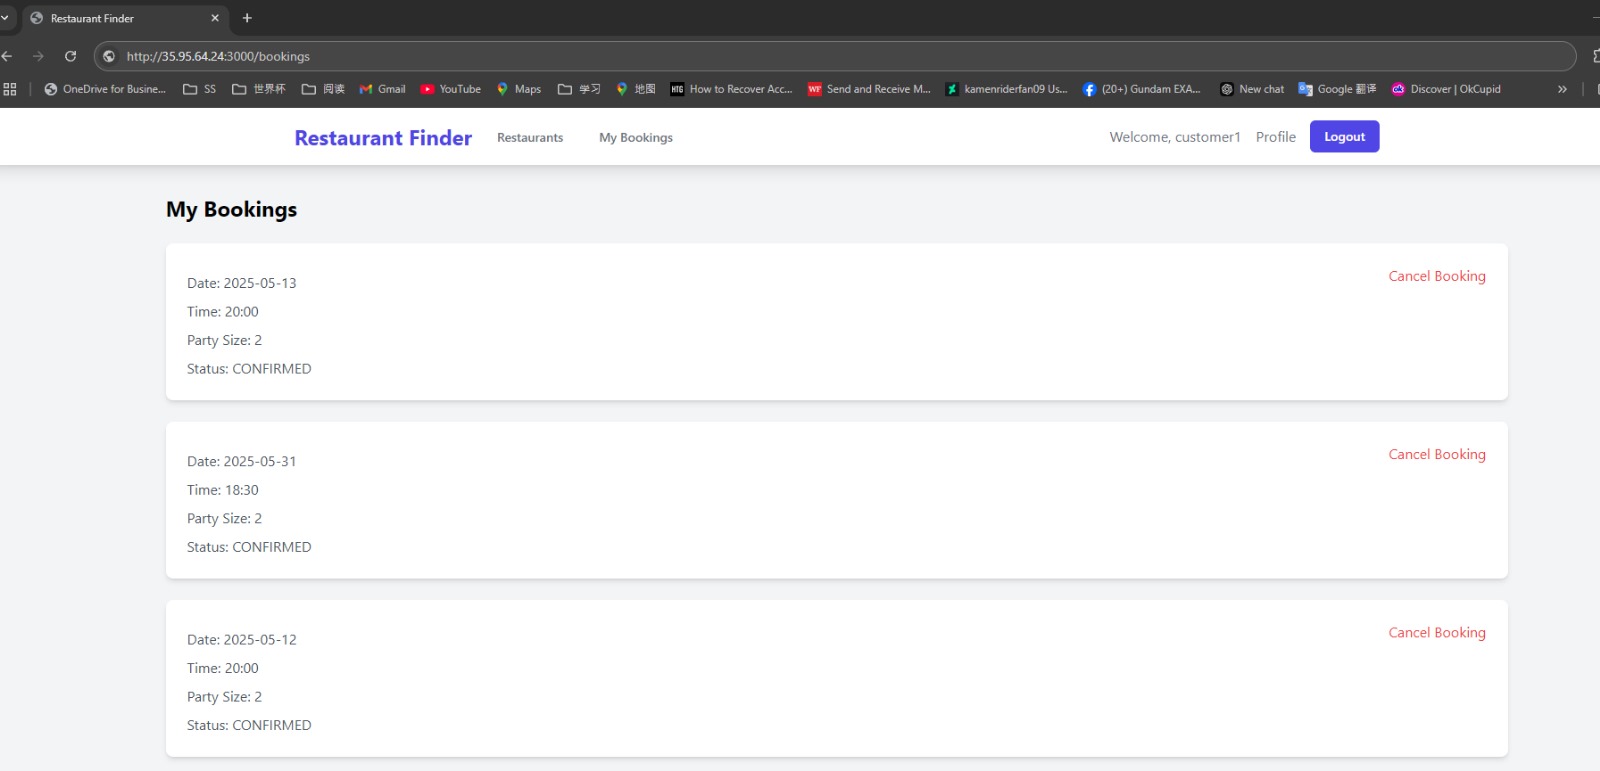 Restaurant Finder
http://35.95.64.24:3000/bookings
OneDrive for Busine... SS 世界杯 阅读 Gmail YouTube Maps 学习 地图 How to Recover Acc... Send and Receive M... kamenriderfan09 Us... (20+) Gundam EXA... New chat Google 翻译 Discover | OkCupid
Restaurant Finder Restaurants My Bookings Welcome, customer1 Profile Logout
My Bookings
Date: 2025-05-13 Cancel Booking
Time: 20:00
Party Size: 2
Status: CONFIRMED
Date: 2025-05-31 Cancel Booking
Time: 18:30
Party Size: 2
Status: CONFIRMED
Date: 2025-05-12 Cancel Booking
Time: 20:00
Party Size: 2
Status: CONFIRMED